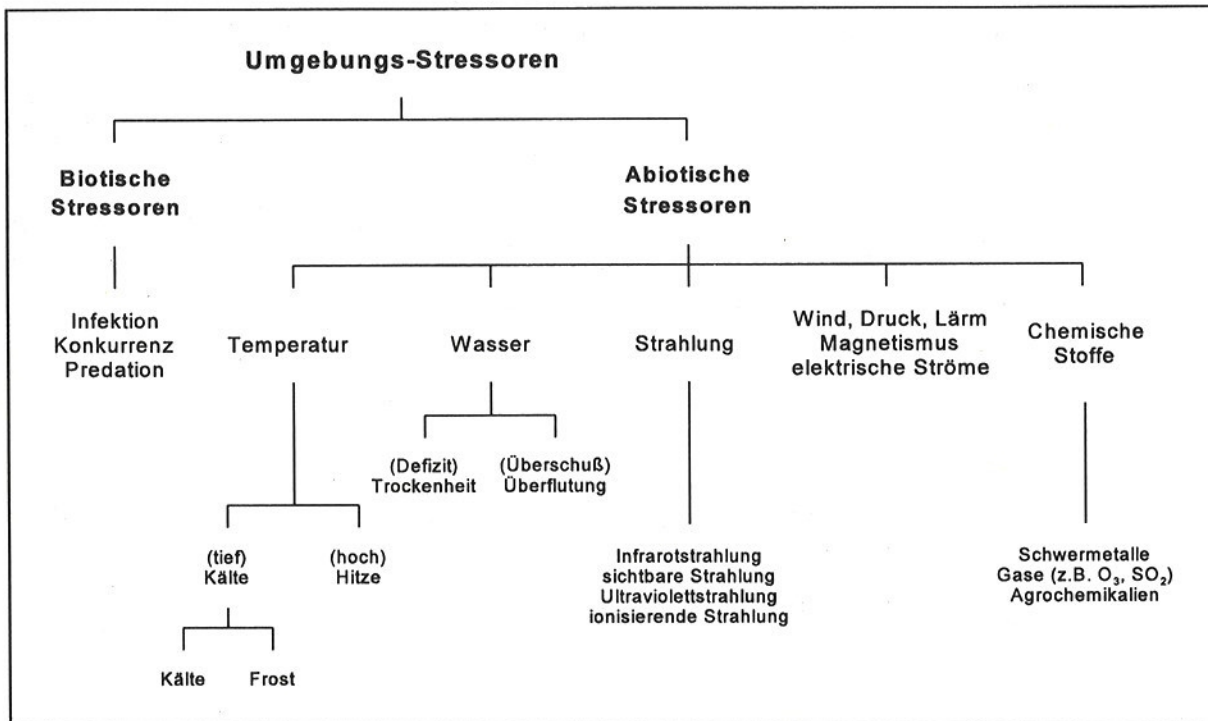 Umgebungs-Stressoren
Biotische
Stressoren
Abiotische
Stressoren
Infektion
Konkurrenz
Predation
Temperatur
Wasser
Strahlung
Wind, Druck, Lärm
Magnetismus
elektrische Ströme
Chemische
Stoffe
(Defizit)
Trockenheit
(Überschuß)
Überflutung
(tief)
Kälte
(hoch)
Hitze
Infrarotstrahlung
sichtbare Strahlung
Ultraviolettstrahlung
ionisierende Strahlung
Schwermetalle
Gase (z.B. O₃, SO₂)
Agrochemikalien
Kälte
Frost